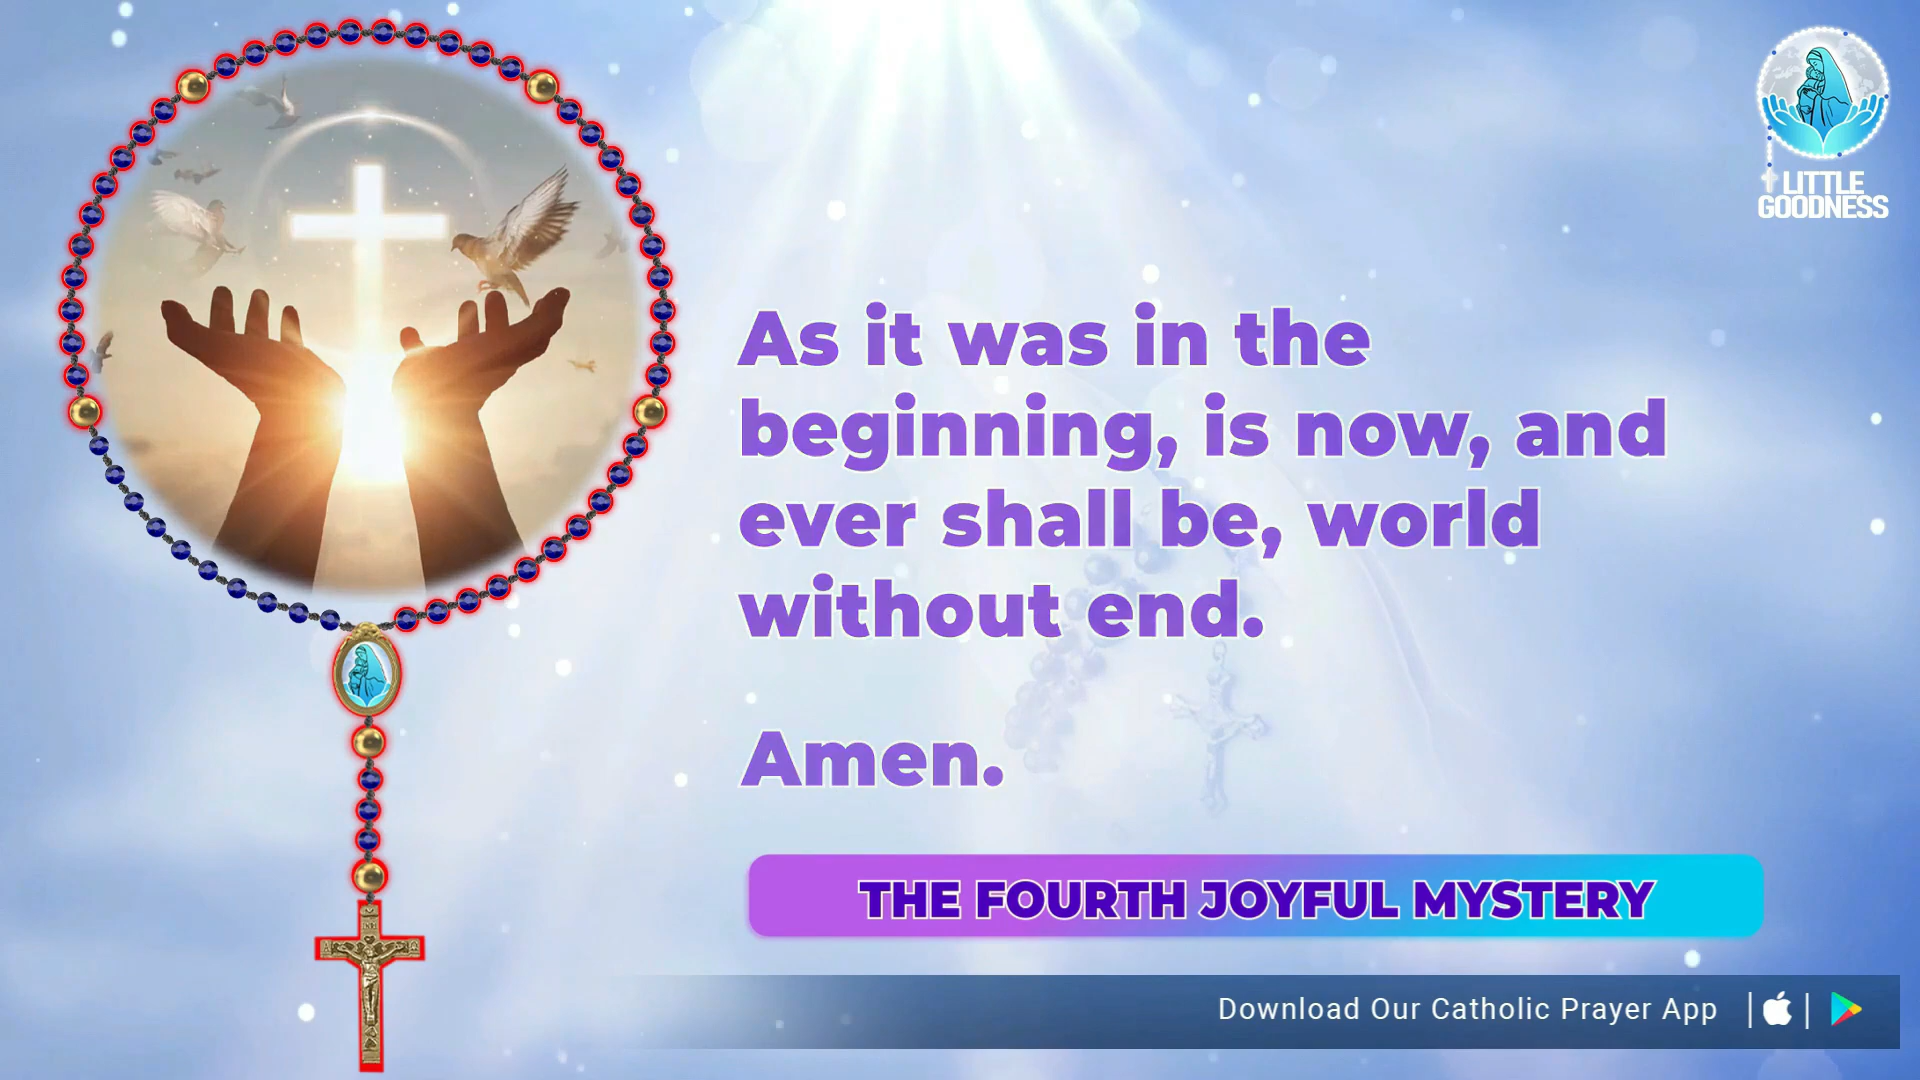 LITTLE
GOODNESS
As it was in the
beginning, is now, and
ever shall be, world
without end.
Amen.
THE FOURTH JOYFUL MYSTERY
Download Our Catholic Prayer App